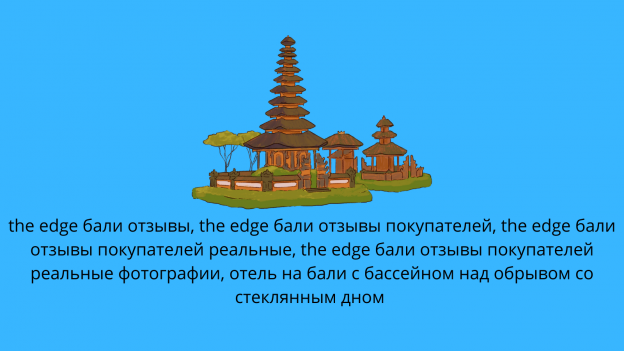 the edge бали отзывы, the edge бали отзывы покупателей, the edge бали
отзывы покупателей реальные, the edge бали отзывы покупателей
реальные фотографии, отель на бали с бассейном над обрывом со
стеклянным дном